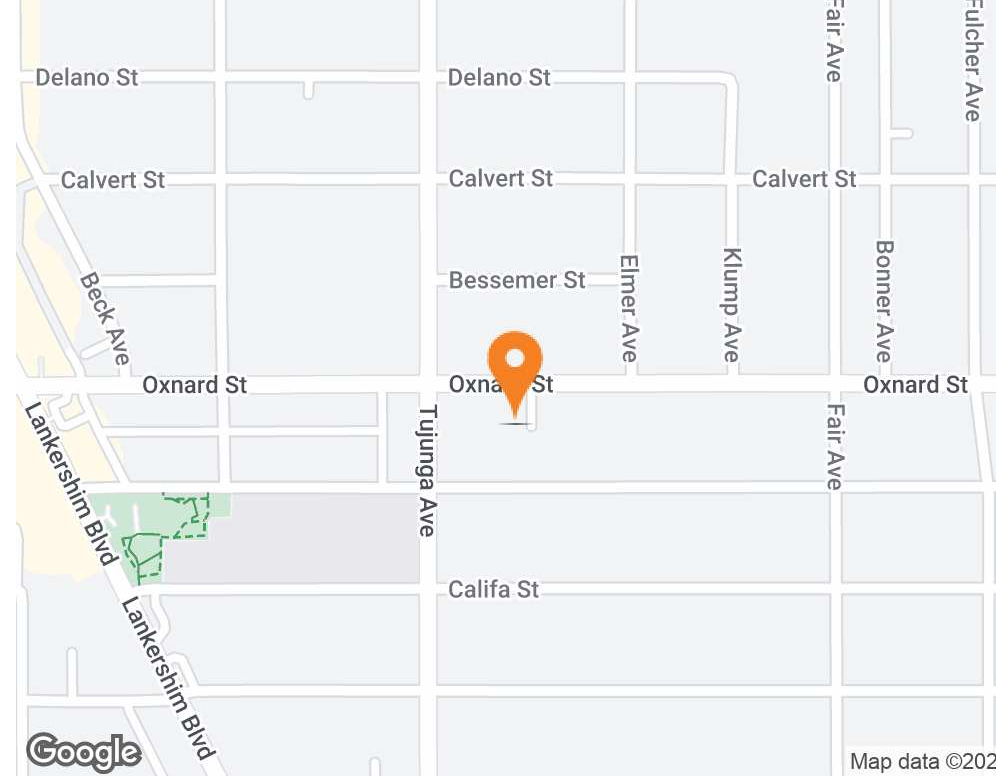 Fair Ave
Fulcher Ave
Delano St
Delano St
Calvert St
Calvert St
Calvert St
Beck Ave
Bessemer St
Elmer Ave
Klump Ave
Bonner Ave
Oxnard St
Oxna St
Oxnard St
Lankershim Blvd
Tujunga Ave
Fair Ave
Califa St
Lankershim Blvd
Google
Map data ©202